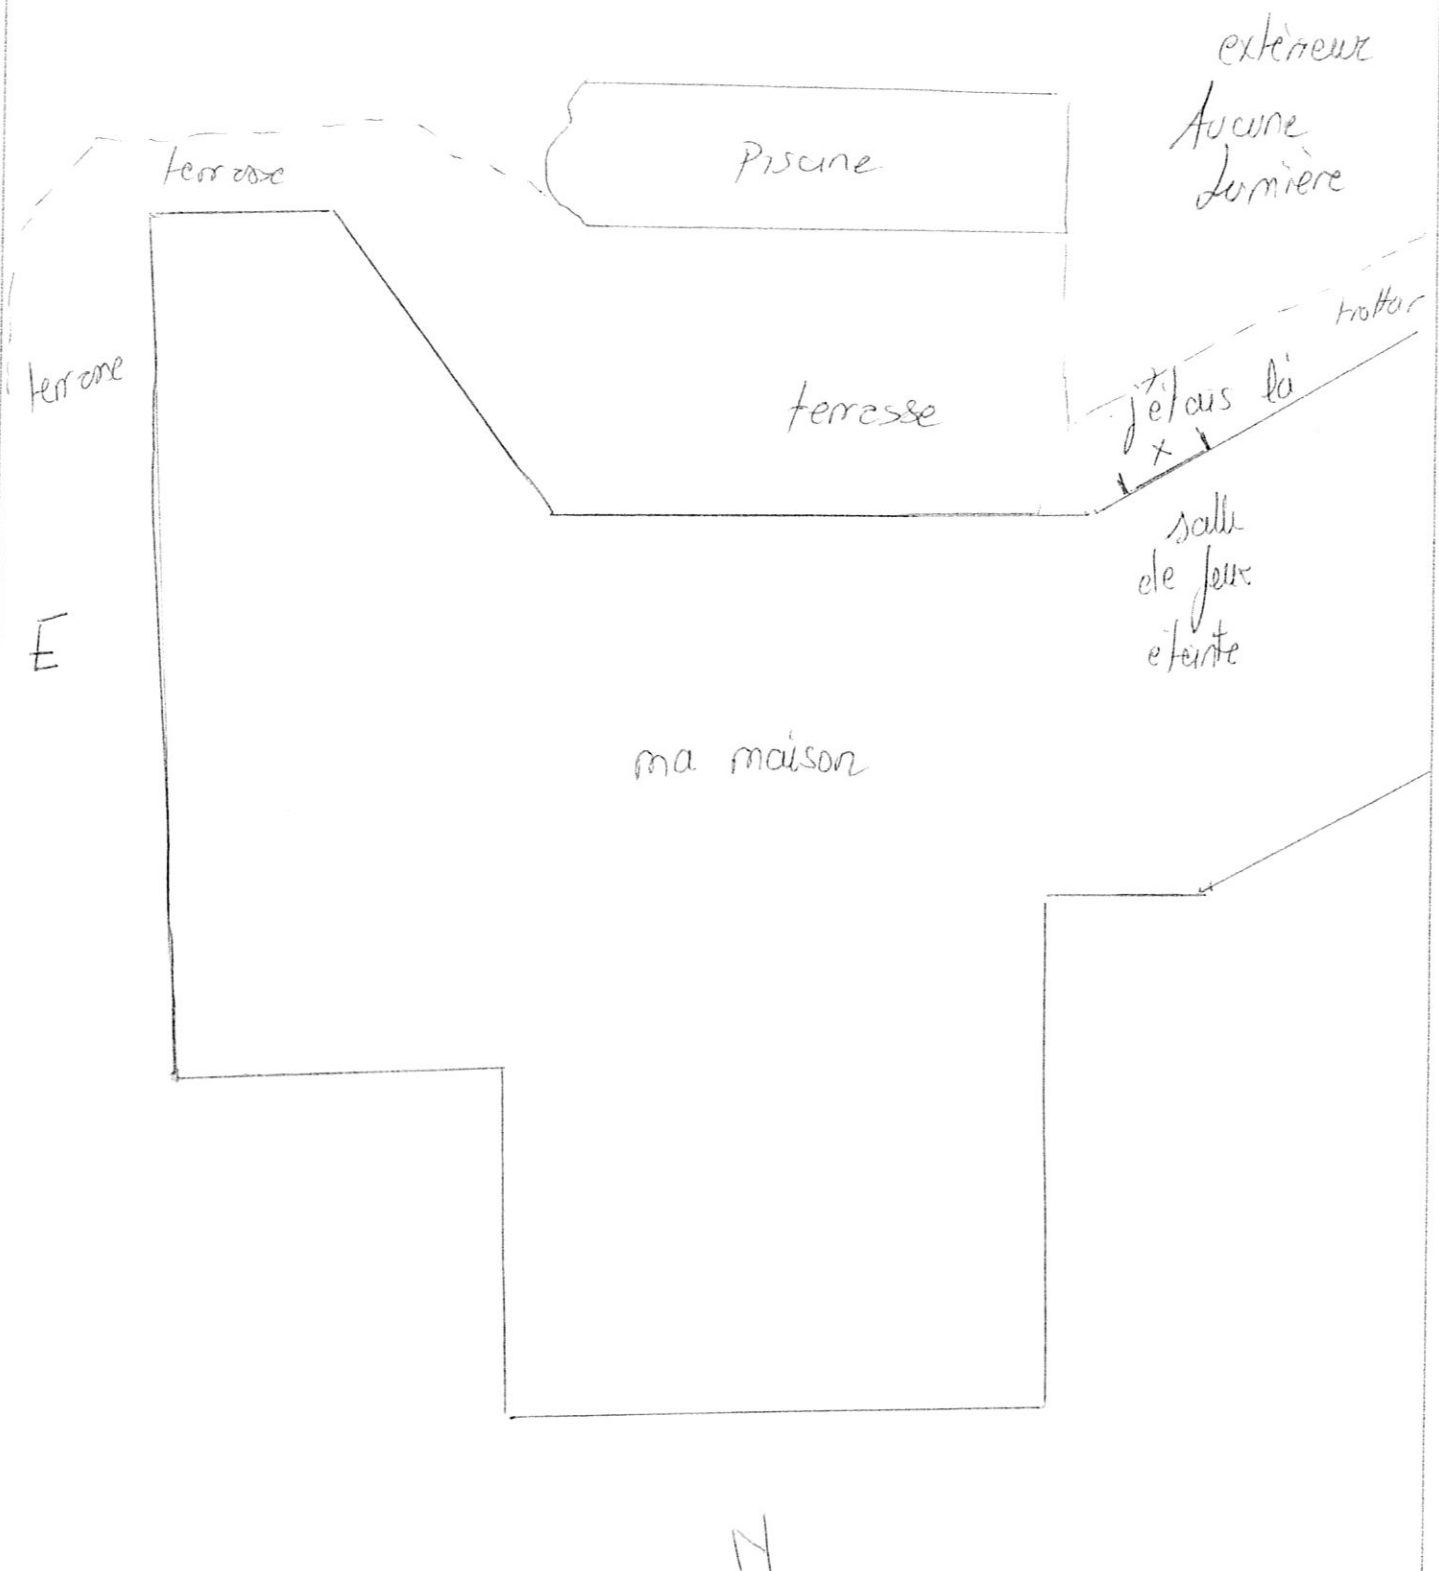 extérieur
Aucune
Lumière
terrasse
Piscine
trottoir
terrasse
j'étais là
x
terrasse
salle
de jeux
éteinte
E
ma maison
N